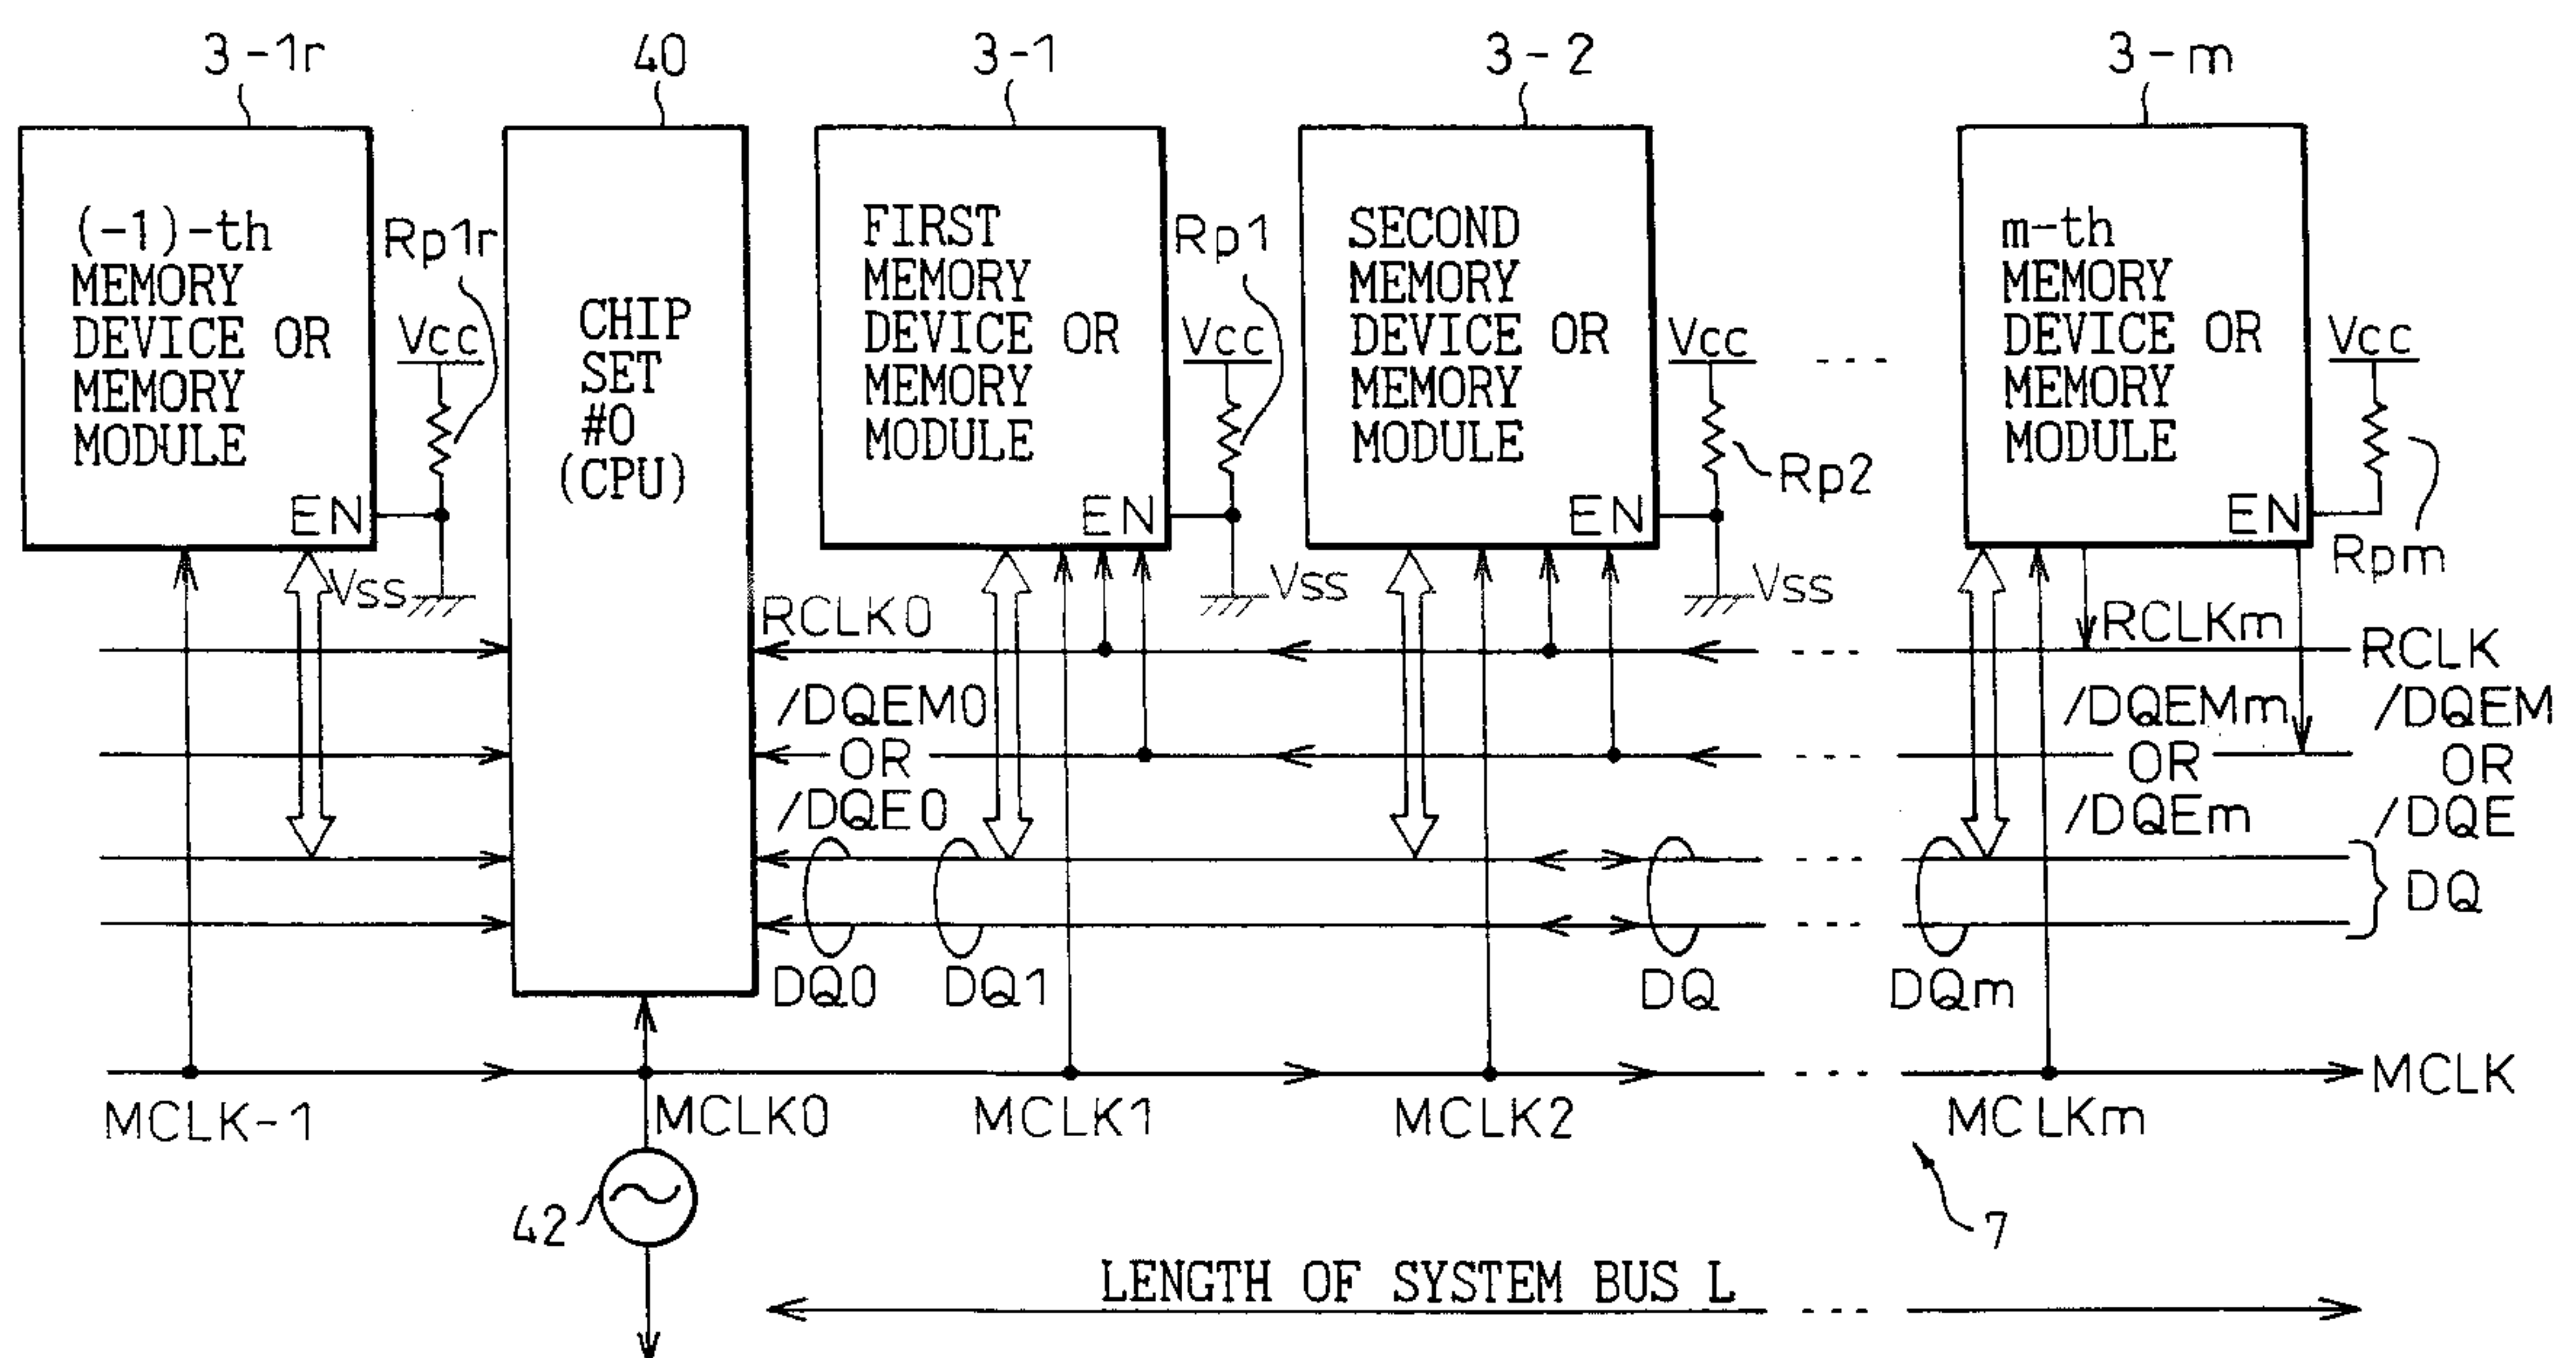 3-1r
40
3-1
3-2
3-m
(-1)-th
MEMORY
DEVICE OR
MEMORY
MODULE
EN
Rp1r
Vcc
Vss
CHIP
SET
#0
(CPU)
FIRST
MEMORY
DEVICE OR
MEMORY
MODULE
EN
Rp1
Vcc
Vss
SECOND
MEMORY
DEVICE OR
MEMORY
MODULE
EN
Vcc
Rp2
Vss
m-th
MEMORY
DEVICE OR
MEMORY
MODULE
EN
Vcc
Rpm
RCLK0
RCLKm
RCLK
/DQEM0
OR
/DQE0
/DQEMm
OR
/DQEm
/DQEM
OR
/DQE
DQ
DQ0
DQ1
DQ
DQm
MCLK
MCLK-1
MCLK0
MCLK1
MCLK2
MCLKm
42
7
LENGTH OF SYSTEM BUS L